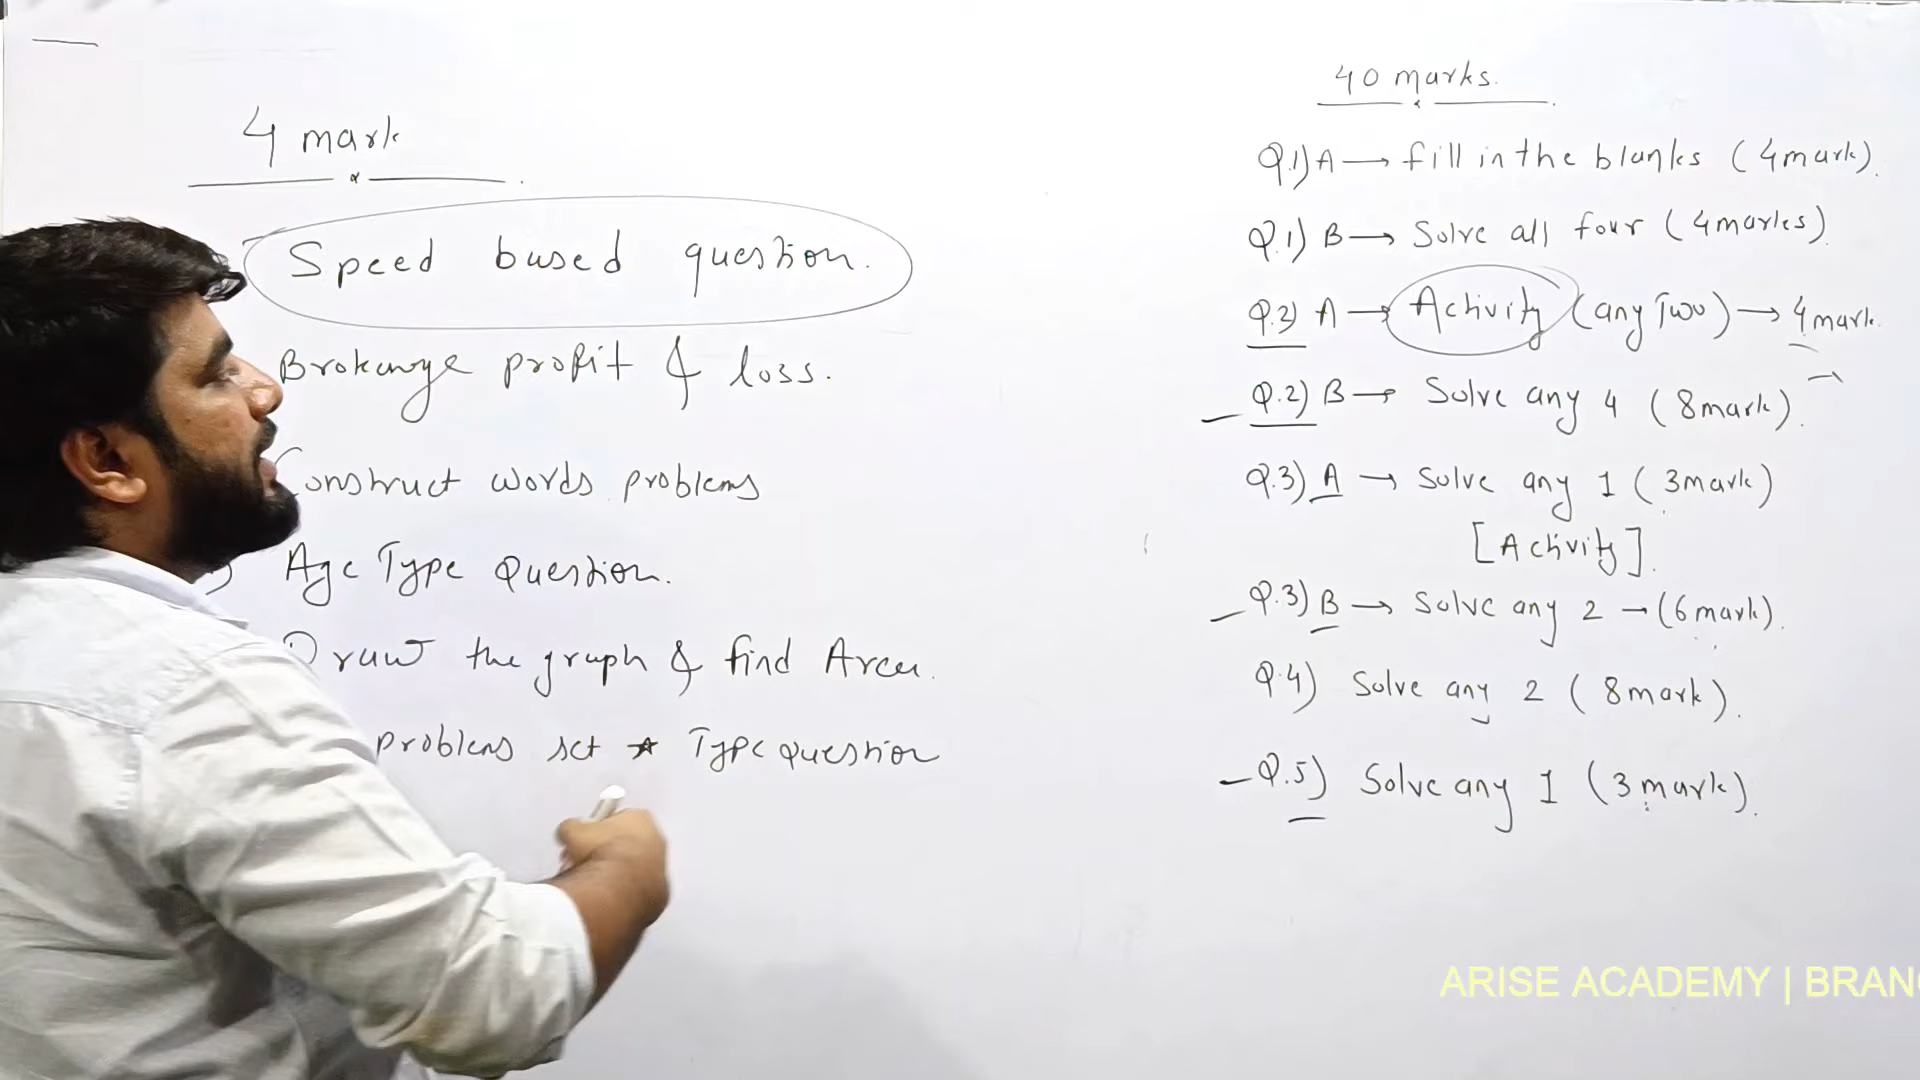 4 mark
Speed based question.
Brokerage profit & loss.
Construct words problems
Age Type Question.
Draw the graph & find Area.
problems set * Type question
40 marks.
Q.1) A → fill in the blanks (4mark).
Q.1) B → Solve all four (4marks).
Q.2) A → Activity (any Two) → 4mark.
Q.2) B → Solve any 4 (8mark).
Q.3) A → Solve any 1 (3mark)
[Activity].
Q.3) B → Solve any 2 → (6mark).
Q.4) Solve any 2 (8mark).
Q.5) Solve any 1 (3mark).
ARISE ACADEMY | BRAN